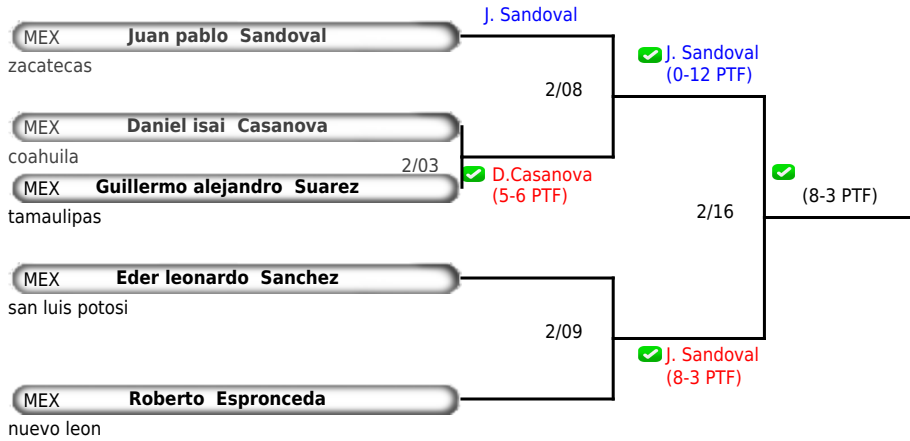 J. Sandoval
MEX Juan pablo Sandoval
zacatecas
J. Sandoval
(0-12 PTF)
2/08
MEX Daniel isai Casanova
coahuila
2/03
D.Casanova
(5-6 PTF)
MEX Guillermo alejandro Suarez
tamaulipas
(8-3 PTF)
2/16
MEX Eder leonardo Sanchez
san luis potosi
2/09
J. Sandoval
(8-3 PTF)
MEX Roberto Espronceda
nuevo leon